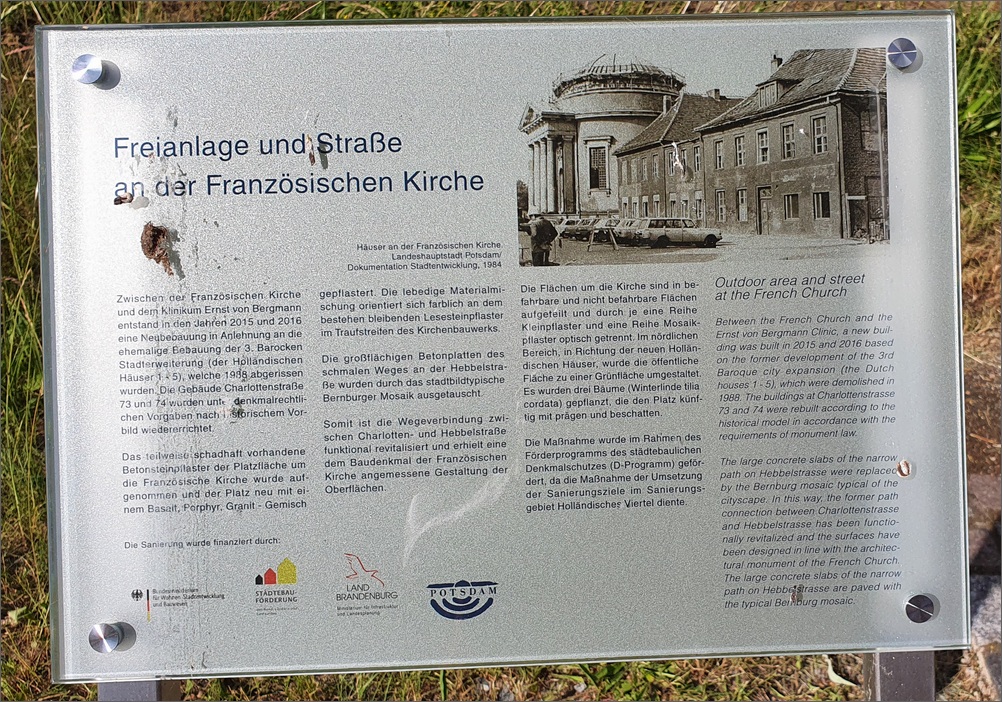 Freianlage und Straße
an der Französischen Kirche
Häuser an der Französischen Kirche.
Landeshauptstadt Potsdam/
Dokumentation Stadtentwicklung, 1984
Zwischen der Französischen Kirche
und dem Klinikum Ernst von Bergmann
entstand in den Jahren 2015 und 2016
eine Neubebauung in Anlehnung an die
ehemalige Bebauung der 3. Barocken
Stadterweiterung (der Holländischen
Häuser 1 - 5), welche 1988 abgerissen
wurden. Die Gebäude Charlottenstraße
73 und 74 wurden unter denkmalrechtli-
chen Vorgaben nach historischem Vor-
bild wiedererrichtet.
Das teilweise schadhaft vorhandene
Betonsteinpflaster der Platzfläche um
die Französische Kirche wurde auf-
genommen und der Platz neu mit ei-
nem Basalt, Porphyr, Granit - Gemisch
gepflastert. Die lebedige Materialmi-
schung orientiert sich farblich an dem
bestehen bleibenden Lesesteinpflaster
im Traufstreifen des Kirchenbauwerks.
Die großflächigen Betonplatten des
schmalen Weges an der Hebbelstra-
ße wurden durch das stadtbildtypische
Bernburger Mosaik ausgetauscht.
Somit ist die Wegeverbindung zwi-
schen Charlotten- und Hebbelstraße
funktional revitalisiert und erhielt eine
dem Baudenkmal der Französischen
Kirche angemessene Gestaltung der
Oberflächen.
Die Flächen um die Kirche sind in be-
fahrbare und nicht befahrbare Flächen
aufgeteilt und durch je eine Reihe
Kleinpflaster und eine Reihe Mosaik-
pflaster optisch getrennt. Im nördlichen
Bereich, in Richtung der neuen Hollän-
dischen Häuser, wurde die öffentliche
Fläche zu einer Grünfläche umgestaltet.
Es wurden drei Bäume (Winterlinde tilia
cordata) gepflanzt, die den Platz künf-
tig mit prägen und beschatten.
Die Maßnahme wurde im Rahmen des
Förderprogramms des städtebaulichen
Denkmalschutzes (D-Programm) geför-
dert, da die Maßnahme der Umsetzung
der Sanierungsziele im Sanierungs-
gebiet Holländisches Viertel diente.
Outdoor area and street
at the French Church
Between the French Church and the
Ernst von Bergmann Clinic, a new buil-
ding was built in 2015 and 2016 based
on the former development of the 3rd
Baroque city expansion (the Dutch
houses 1 - 5), which were demolished in
1988. The buildings at Charlottenstrasse
73 and 74 were rebuilt according to the
historical model in accordance with the
requirements of monument law.
The large concrete slabs of the narrow
path on Hebbelstrasse were replaced
by the Bernburg mosaic typical of the
cityscape. In this way, the former path
connection between Charlottenstrasse
and Hebbelstrasse has been functio-
nally revitalized and the surfaces have
been designed in line with the architec-
tural monument of the French Church.
The large concrete slabs of the narrow
path on Hebbelstrasse are paved with
the typical Bernburg mosaic.
Die Sanierung wurde finanziert durch:
Bundesministerium
für Wohnen, Stadtentwicklung
und Bauwesen
STÄDTEBAU-
FÖRDERUNG
LAND
BRANDENBURG
Ministerium für Infrastruktur
und Landesplanung
POTSDAM